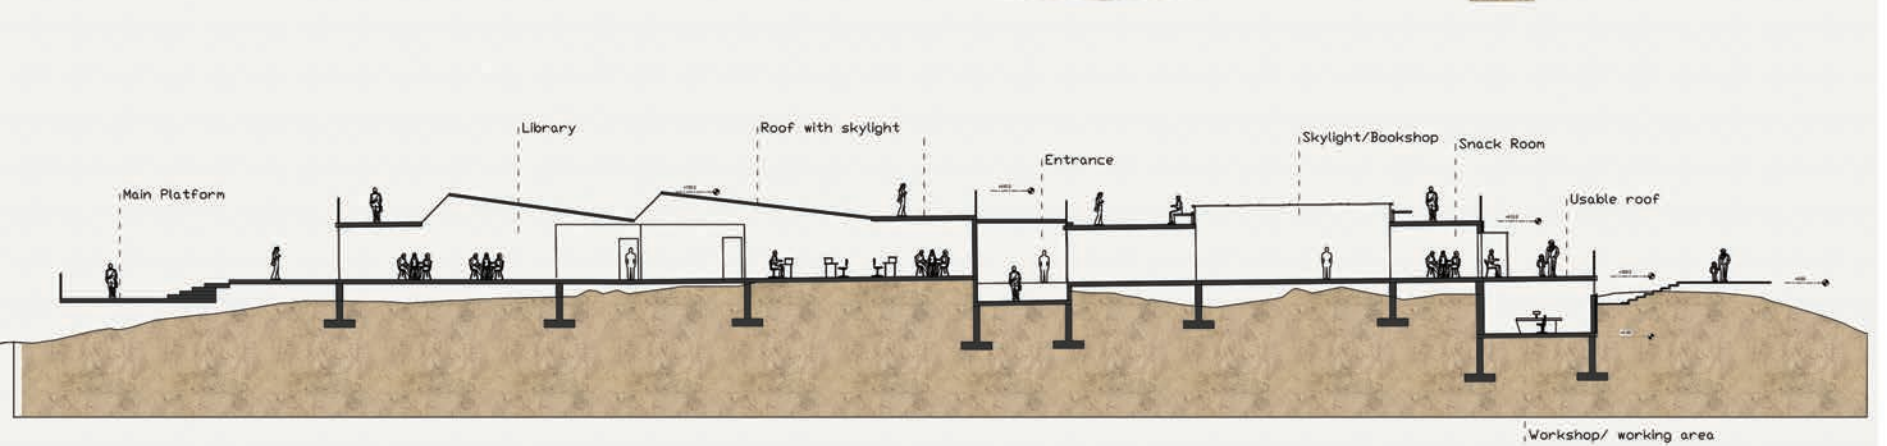 Library
Roof with skylight
Skylight/Bookshop
Snack Room
Entrance
Main Platform
Usable roof
Workshop/ working area